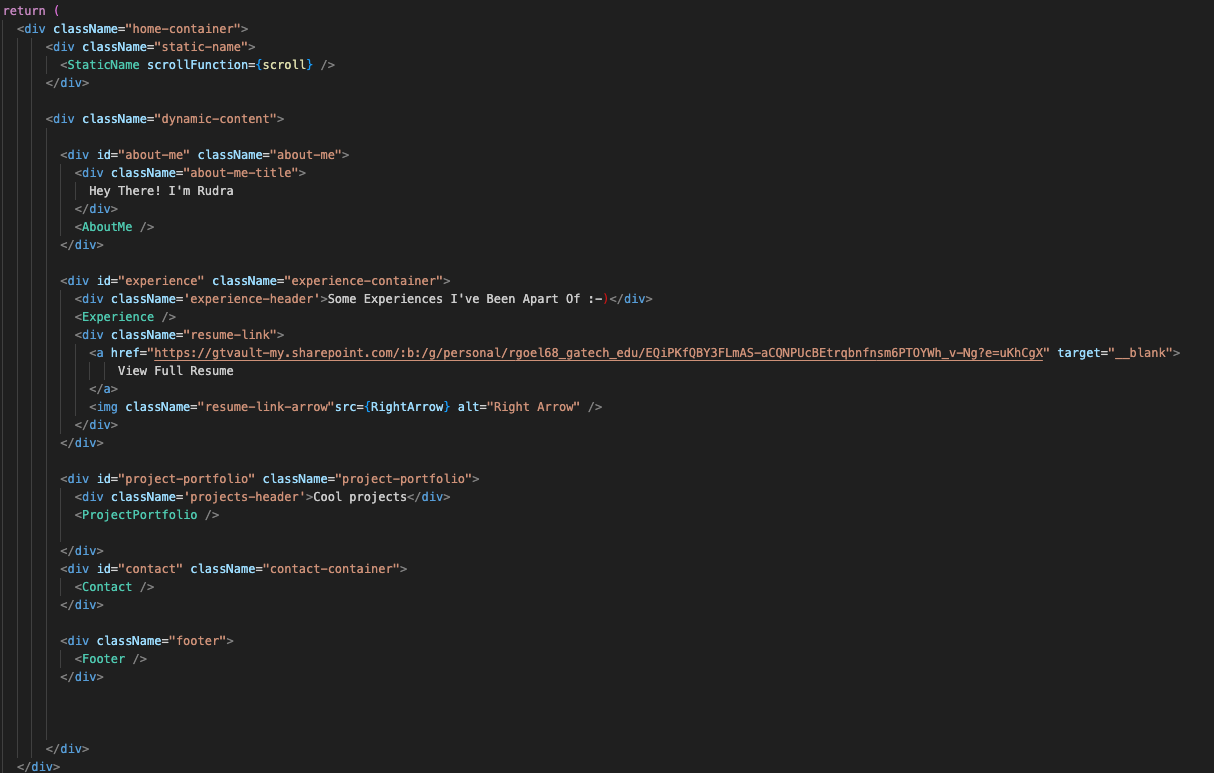 return (
<div className="home-container">
<div className="static-name">
<StaticName scrollFunction={scroll} />
</div>
<div className="dynamic-content">
<div id="about-me" className="about-me">
<div className="about-me-title">
Hey There! I'm Rudra
</div>
<AboutMe />
</div>
<div id="experience" className="experience-container">
<div className='experience-header'>Some Experiences I've Been Apart Of :-)</div>
<Experience />
<div className="resume-link">
<a href="https://gtvault-my.sharepoint.com/:b:/g/personal/rgoel68_gatech_edu/EQiPKfQBY3FLmAS-aCQNPUcBEtrqbnfnsm6PTOYWh_v-Ng?e=uKhCgX" target="__blank">
View Full Resume
</a>
<img className="resume-link-arrow"src={RightArrow} alt="Right Arrow" />
</div>
</div>
<div id="project-portfolio" className="project-portfolio">
<div className='projects-header'>Cool projects</div>
<ProjectPortfolio />
</div>
<div id="contact" className="contact-container">
<Contact />
</div>
<div className="footer">
<Footer />
</div>
</div>
</div>